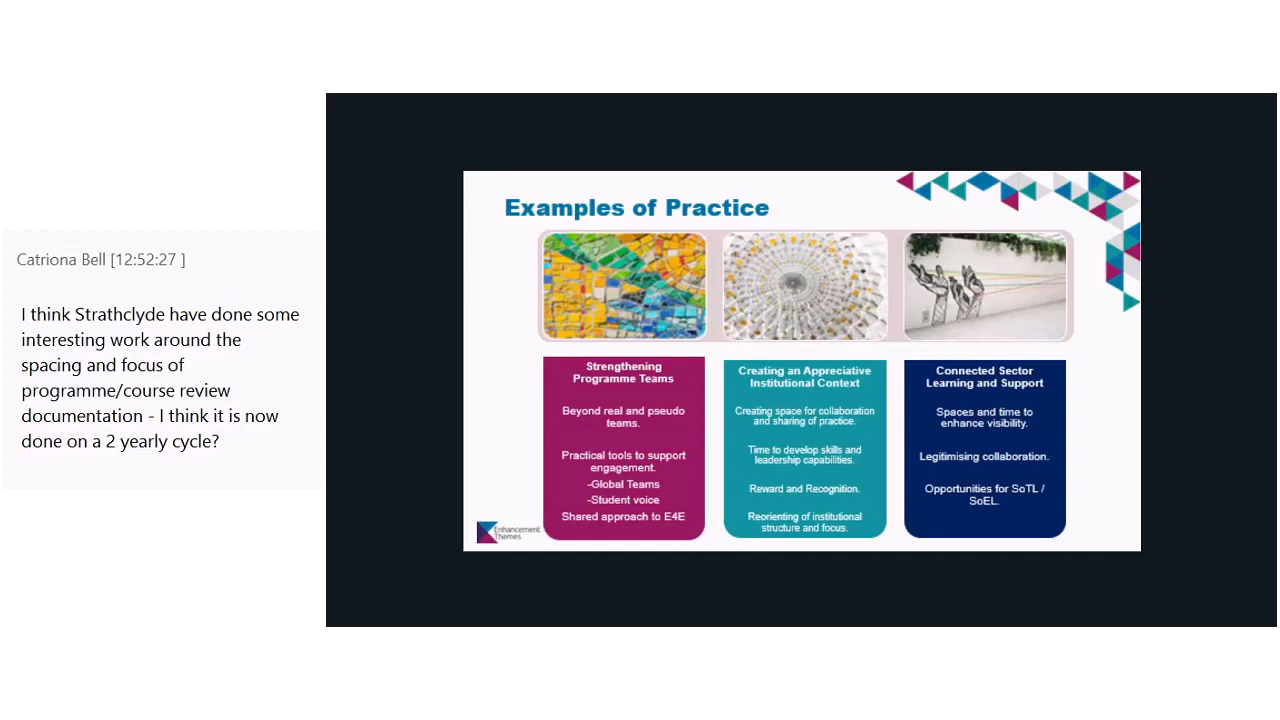 Catriona Bell [12:52:27 ]
I think Strathclyde have done some
interesting work around the
spacing and focus of
programme/course review
documentation - I think it is now
done on a 2 yearly cycle?
Examples of Practice
Strengthening
Programme Teams
Beyond real and pseudo
teams.
Practical tools to support
engagement.
-Global Teams
-Student voice
Shared approach to E4E
Creating an Appreciative
Institutional Context
Creating space for collaboration
and sharing of practice.
Time to develop skills and
leadership capabilities.
Reward and Recognition.
Reorienting of institutional
structure and focus.
Connected Sector
Learning and Support
Spaces and time to
enhance visibility.
Legitimising collaboration.
Opportunities for SoTL /
SoEL.
Enhancement
Themes